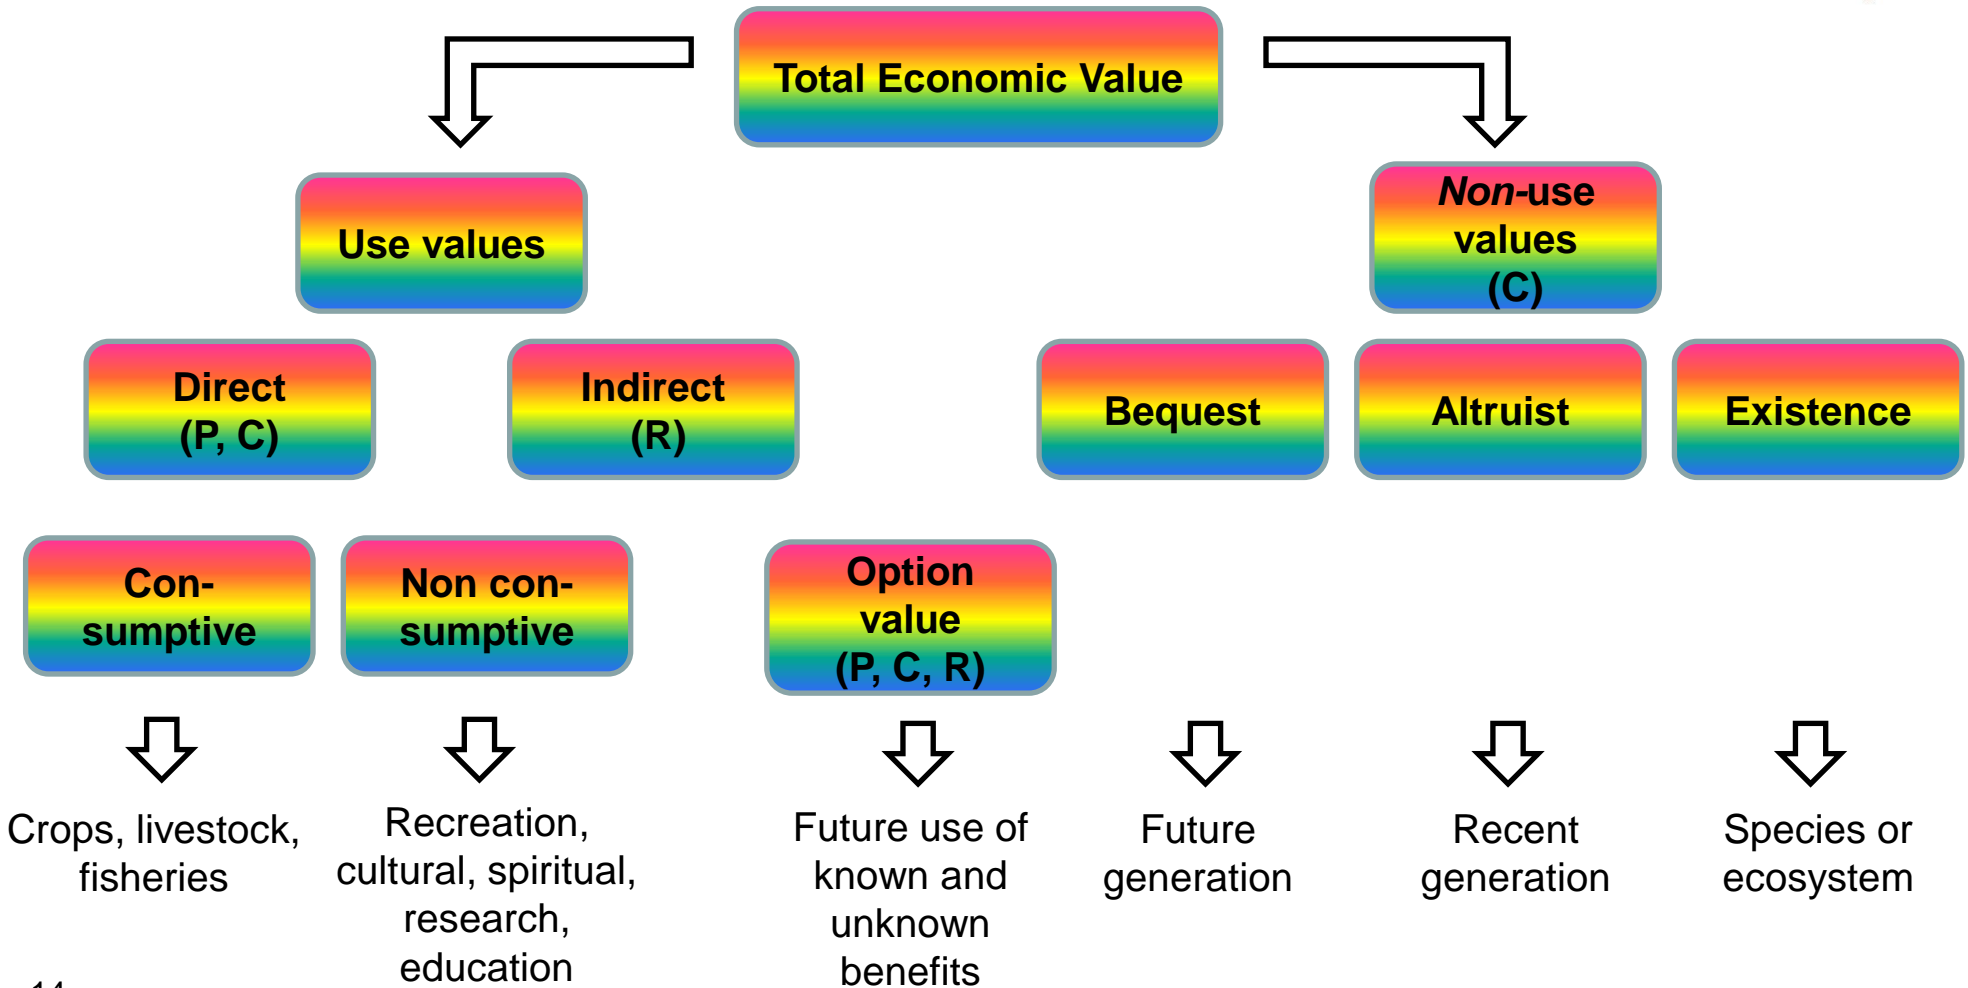 Total Economic Value
Use values
Non-use
values
(C)
Direct
(P, C)
Indirect
(R)
Bequest
Altruist
Existence
Con-
sumptive
Non con-
sumptive
Option
value
(P, C, R)
Crops, livestock,
fisheries
Recreation,
cultural, spiritual,
research,
education
Future use of
known and
unknown
benefits
Future
generation
Recent
generation
Species or
ecosystem